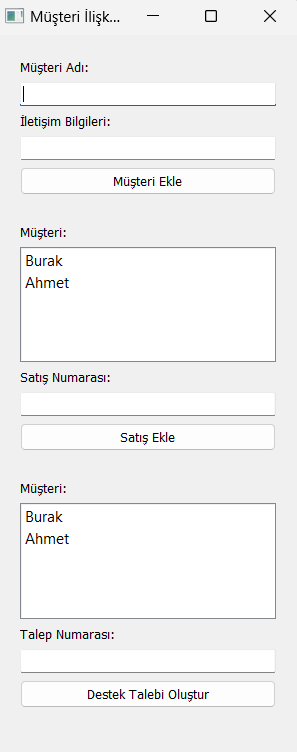 Müşteri İlişk...
Müşteri Adı:
İletişim Bilgileri:
Müşteri Ekle
Müşteri:
Burak
Ahmet
Satış Numarası:
Satış Ekle
Müşteri:
Burak
Ahmet
Talep Numarası:
Destek Talebi Oluştur